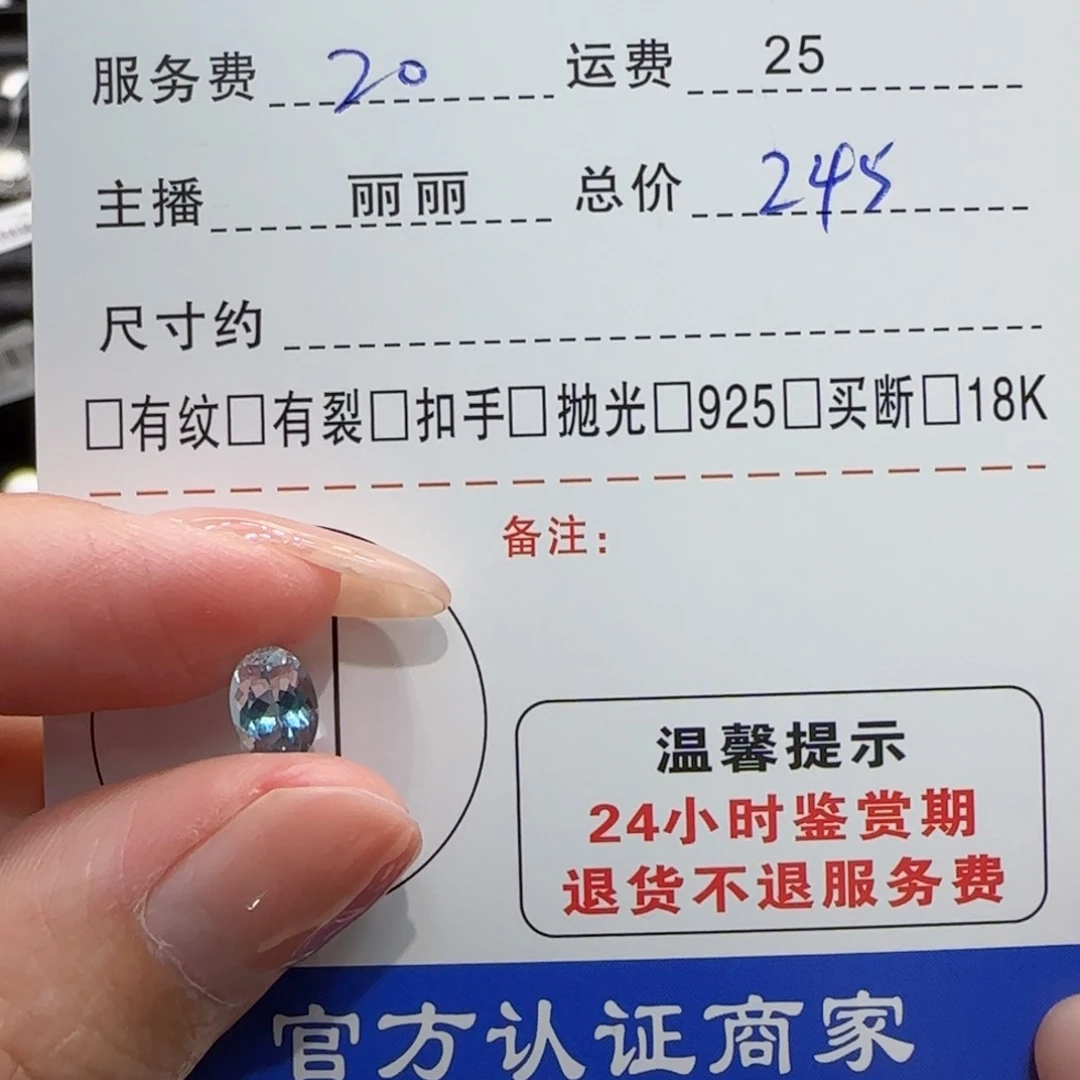 服务费 20 运费 25
主播 丽丽 总价 245
尺寸约
□有纹□有裂□扣手□抛光□925□买断□18K
备注：
温馨提示
24小时鉴赏期
退货不退服务费
官方认证商家